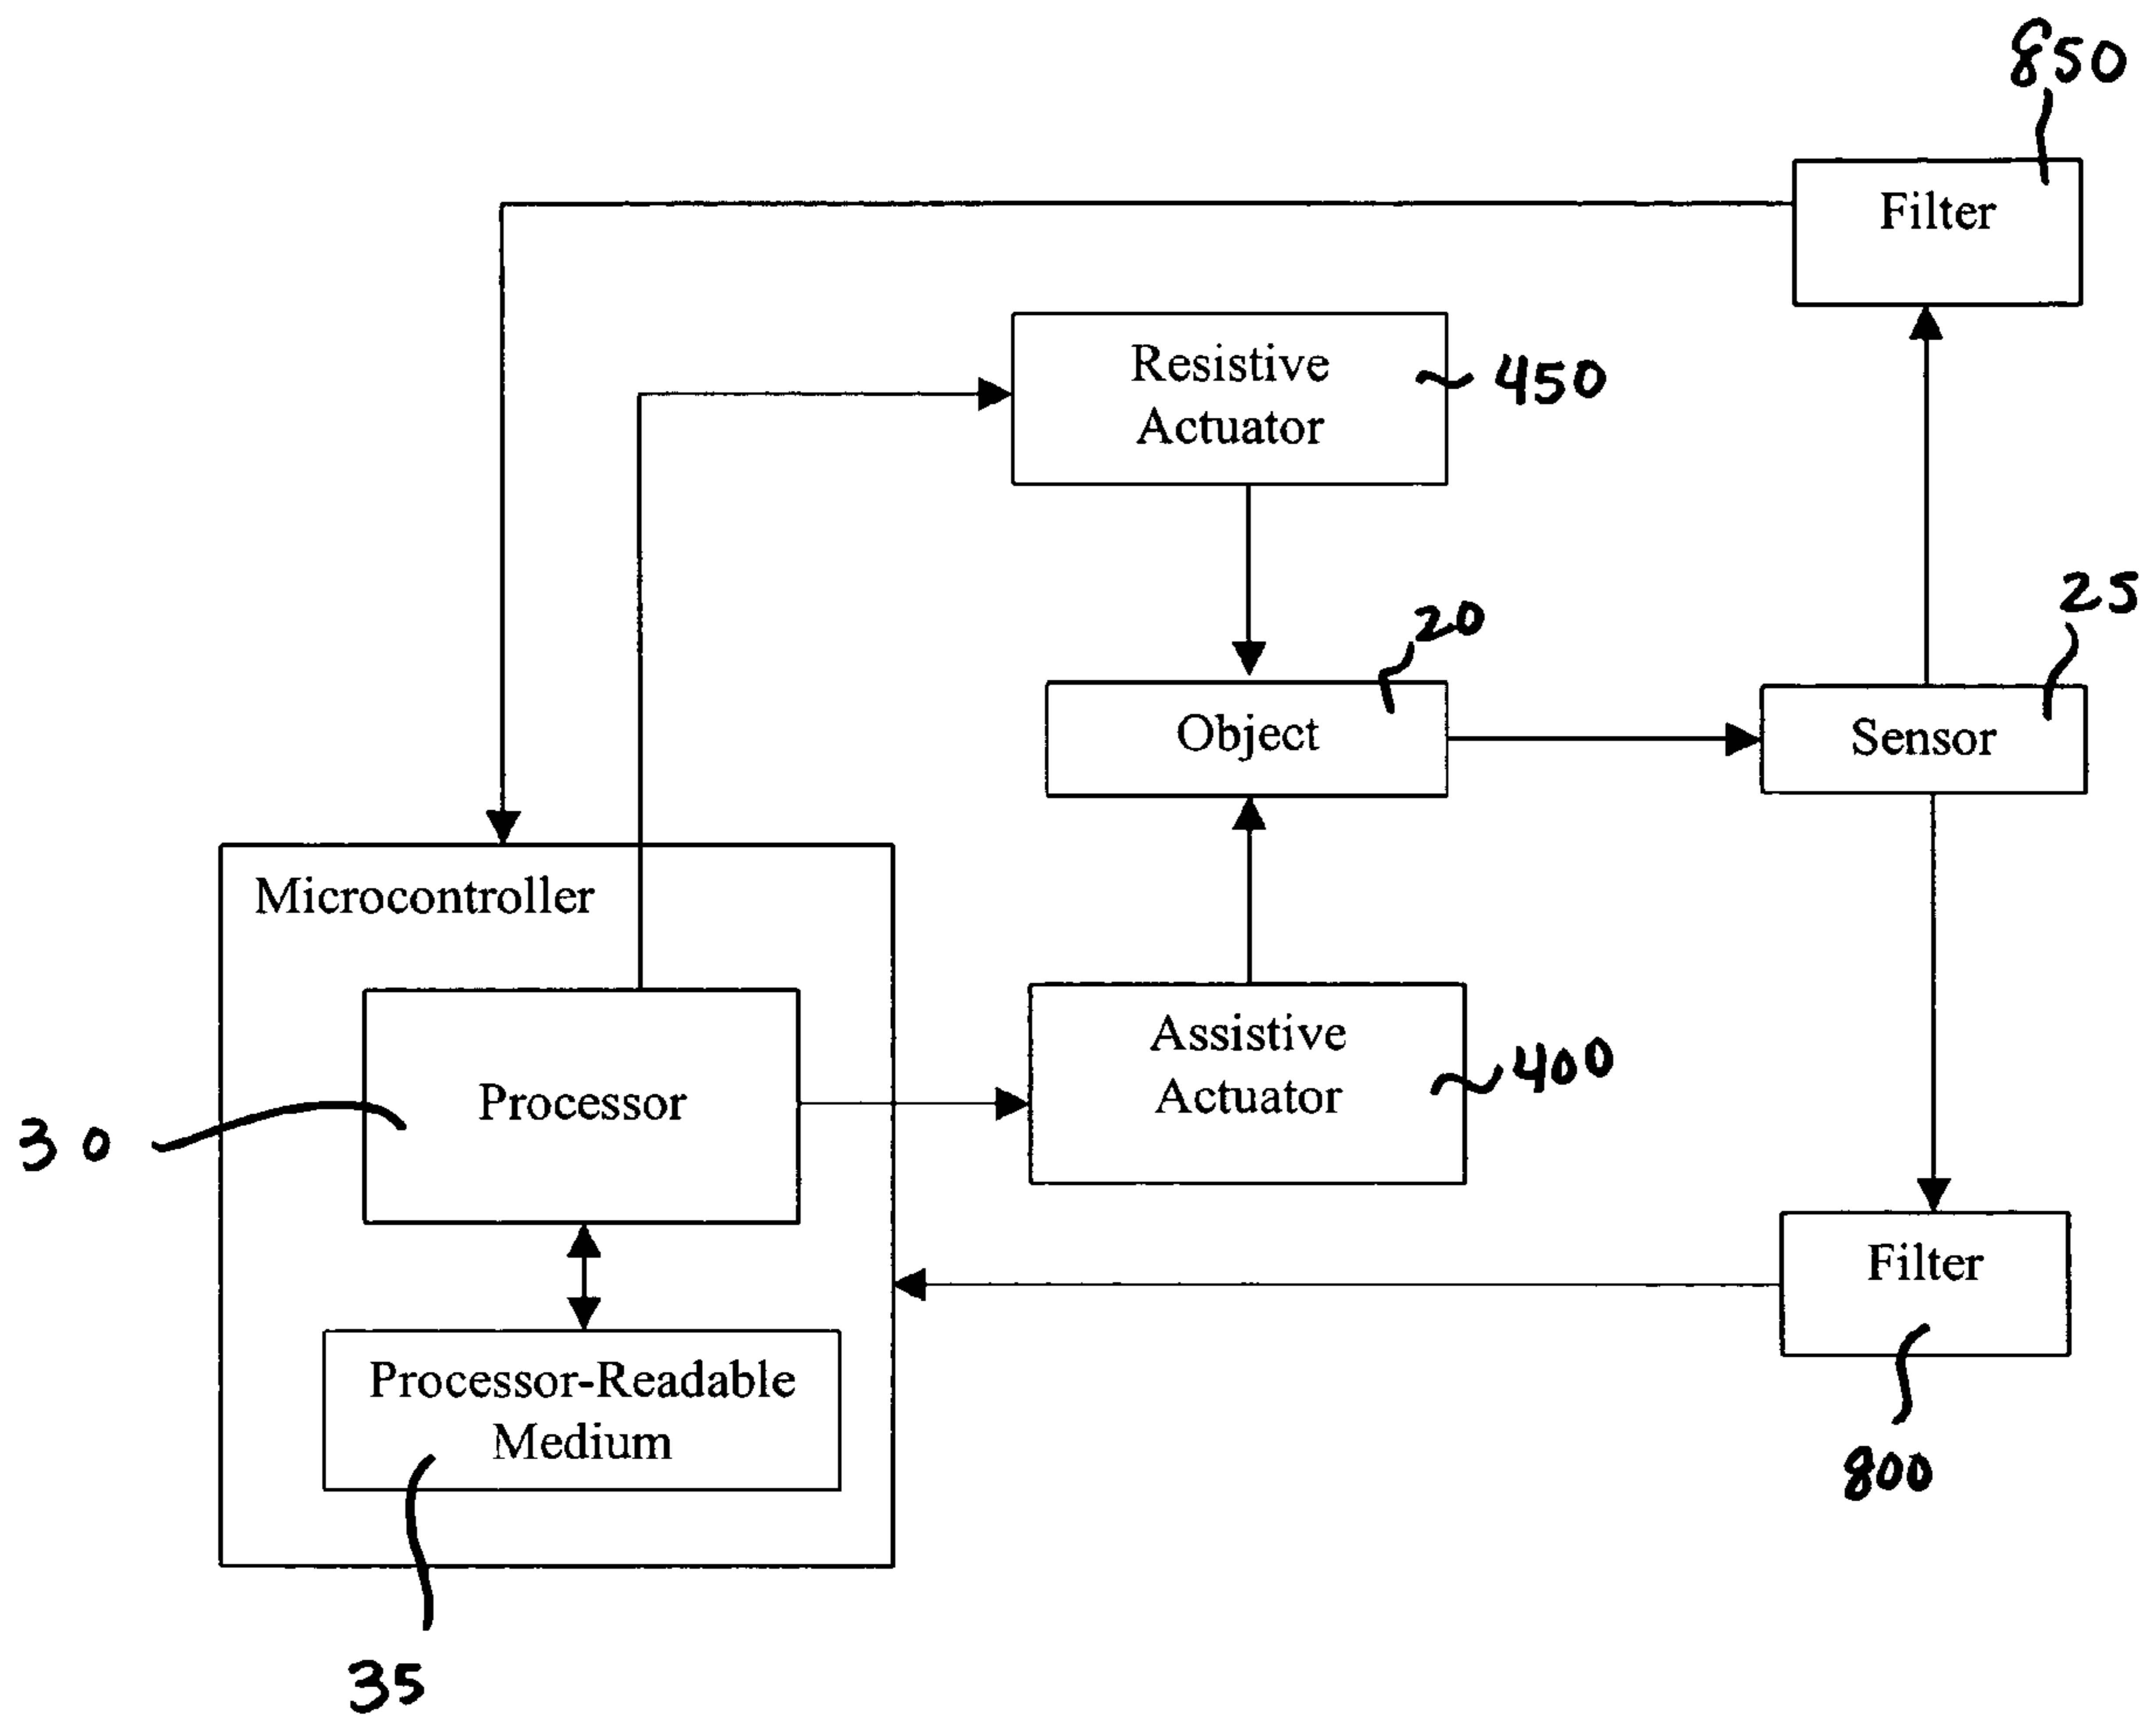 850
Filter
Resistive
Actuator
450
25
20
Object
Sensor
Microcontroller
Assistive
Actuator
400
Processor
30
Filter
Processor-Readable
Medium
800
35